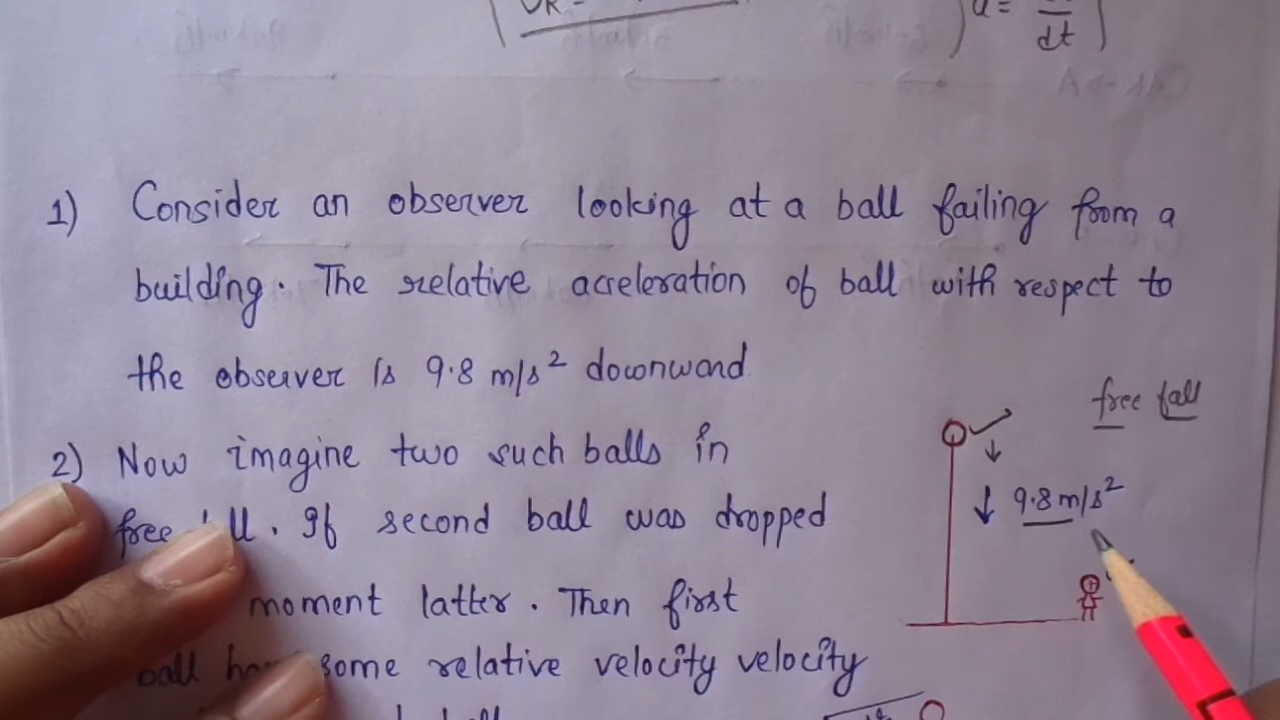 a = dt
1) Consider an observer looking at a ball failing from a
building. The relative acceleration of ball with respect to
the observer is 9.8 m/s² downward
free fall
2) Now imagine two such balls in
9.8 m/s²
free . If second ball was dropped
moment latter. Then first
ball some relative velocity velocity